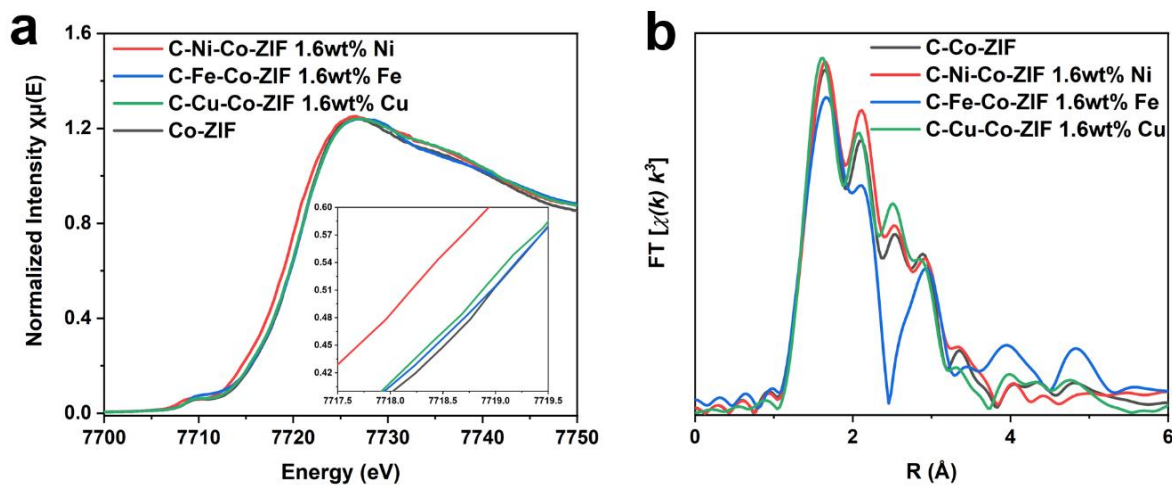 a
1.6
1.2
0.8
0.4
0.0
Normalized Intensity χμ(E)
C-Ni-Co-ZIF 1.6wt% Ni
C-Fe-Co-ZIF 1.6wt% Fe
C-Cu-Co-ZIF 1.6wt% Cu
Co-ZIF
0.60
0.57
0.54
0.51
0.48
0.45
0.42
7717.5 7718.0 7718.5 7719.0 7719.5
7700 7710 7720 7730 7740 7750
Energy (eV)
b
FT [χ(k) k³]
C-Co-ZIF
C-Ni-Co-ZIF 1.6wt% Ni
C-Fe-Co-ZIF 1.6wt% Fe
C-Cu-Co-ZIF 1.6wt% Cu
0 2 4 6
R (Å)